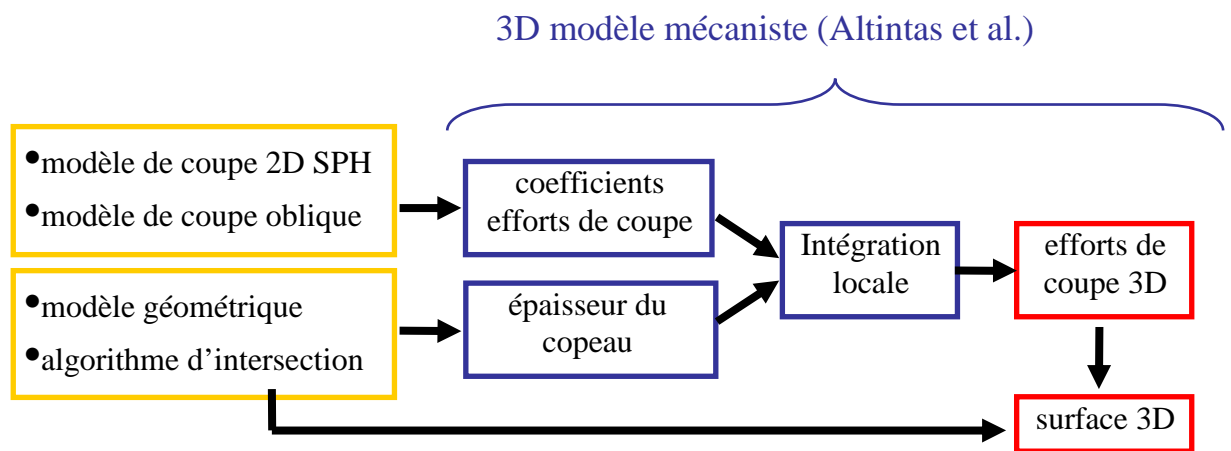 3D modèle mécaniste (Altintas et al.)
•modèle de coupe 2D SPH
•modèle de coupe oblique
coefficients
efforts de coupe
Intégration
locale
efforts de
coupe 3D
•modèle géométrique
•algorithme d’intersection
épaisseur du
copeau
surface 3D